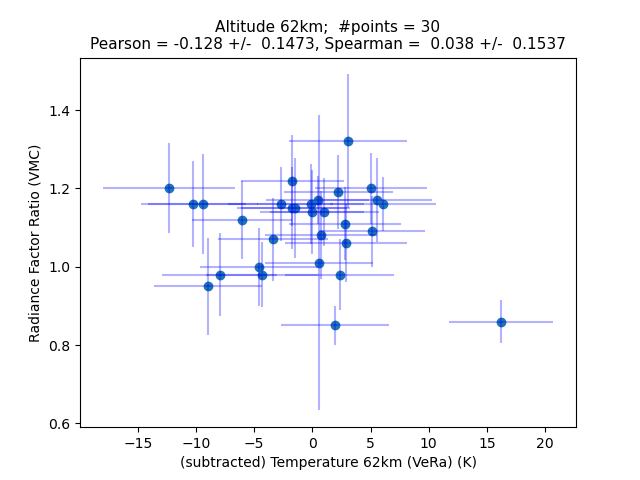 Altitude 62km;  #points = 30
Pearson = -0.128 +/-  0.1473, Spearman =  0.038 +/-  0.1537
1.4
1.2
1.0
0.8
0.6
Radiance Factor Ratio (VMC)
−15 −10 −5 0 5 10 15 20
(subtracted) Temperature 62km (VeRa) (K)